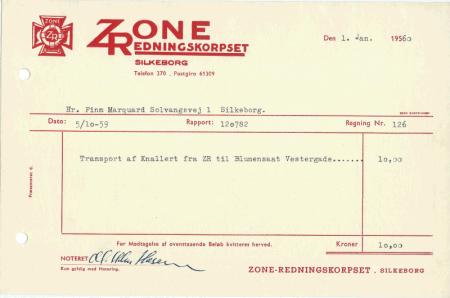 ZONE
ZR
ZONE
REDNINGSKORPSET
SILKEBORG
Telefon 370 . Postgiro 61309
Den 1. Jan. 1956o
Hr. Finn Marquard Solvangsvej 1 Silkeborg.
Dato: 5/10-59 Rapport: 120782 Regning Nr. 126
Transport af Knallert fra ZR til Blumensaat Vestergade....... 10,00
For Modtagelse af ovenstaaende Beløb kvitteres herved. Kroner 10,00
NOTERET
Kun gyldig med Notering.
ZONE-REDNINGSKORPSET . SILKEBORG